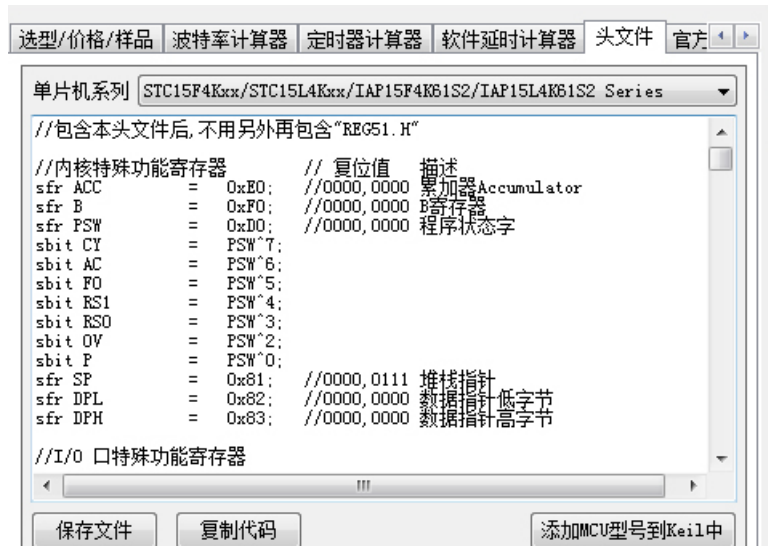 选型/价格/样品 波特率计算器 定时器计算器 软件延时计算器 头文件 官方
单片机系列 STC15F4Kxx/STC15L4Kxx/IAP15F4K61S2/IAP15L4K61S2 Series
//包含本头文件后,不用另外再包含"REG51.H"
//内核特殊功能寄存器 // 复位值 描述
sfr ACC = 0xE0; //0000,0000 累加器Accumulator
sfr B = 0xF0; //0000,0000 B寄存器
sfr PSW = 0xD0; //0000,0000 程序状态字
sbit CY = PSW^7;
sbit AC = PSW^6;
sbit F0 = PSW^5;
sbit RS1 = PSW^4;
sbit RS0 = PSW^3;
sbit OV = PSW^2;
sbit P = PSW^0;
sfr SP = 0x81; //0000,0111 堆栈指针
sfr DPL = 0x82; //0000,0000 数据指针低字节
sfr DPH = 0x83; //0000,0000 数据指针高字节
//I/O 口特殊功能寄存器
保存文件 复制代码 添加MCU型号到Keil中